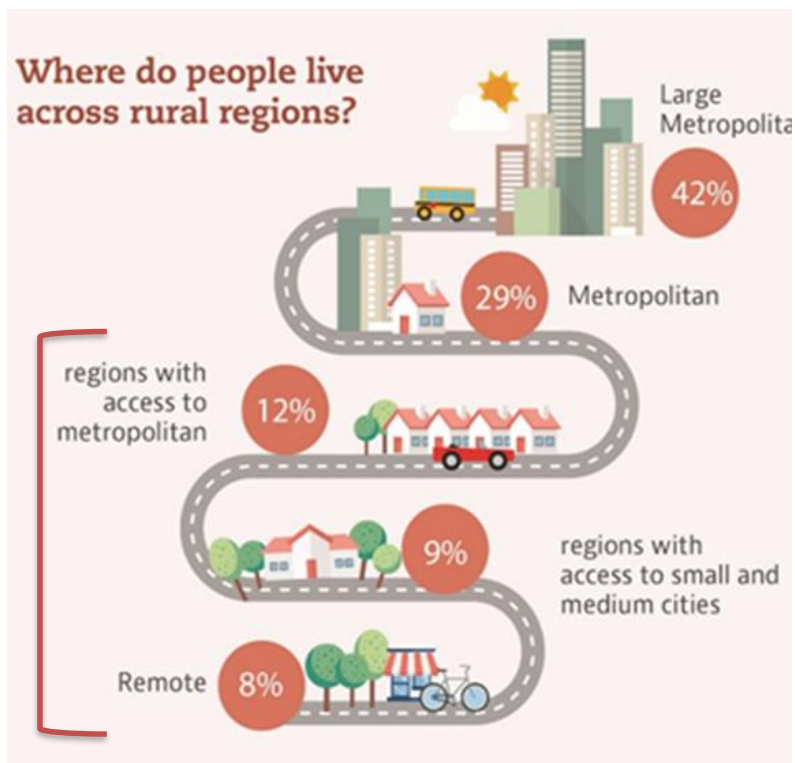 Where do people live
across rural regions?
Large
Metropolita
42%
29%
Metropolitan
regions with
access to
metropolitan
12%
9%
regions with
access to small and
medium cities
Remote
8%